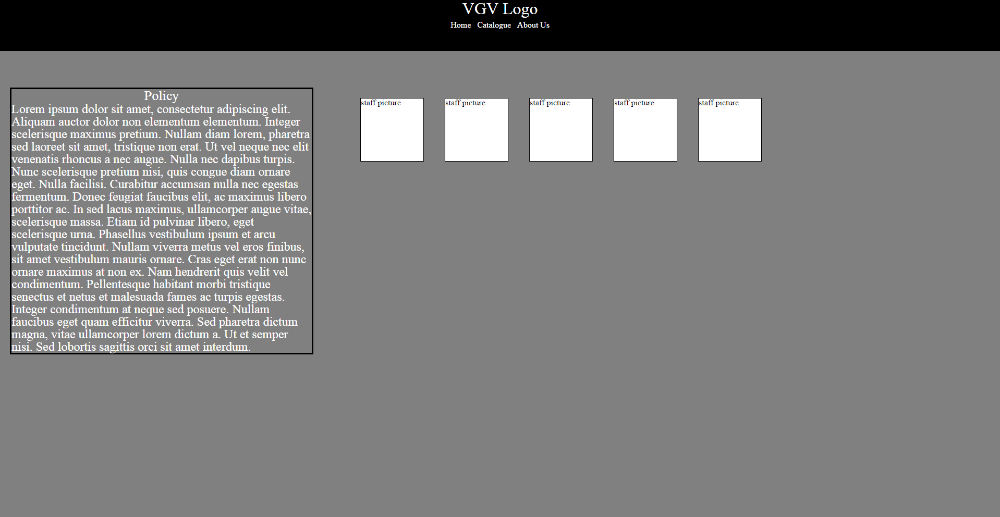 VGV Logo
Home Catalogue About Us
Policy
Lorem ipsum dolor sit amet, consectetur adipiscing elit.
Aliquam auctor dolor non elementum elementum. Integer
scelerisque maximus pretium. Nullam diam lorem, pharetra
sed laoreet sit amet, tristique non erat. Ut vel neque nec elit
venenatis rhoncus a nec augue. Nulla nec dapibus turpis.
Nunc scelerisque pretium nisi, quis congue diam ornare
eget. Nulla facilisi. Curabitur accumsan nulla nec egestas
fermentum. Donec feugiat faucibus elit, ac maximus libero
porttitor ac. In sed lacus maximus, ullamcorper augue vitae,
scelerisque massa. Etiam id pulvinar libero, eget
scelerisque urna. Phasellus vestibulum ipsum et arcu
vulputate tincidunt. Nullam viverra metus vel eros finibus,
sit amet vestibulum mauris ornare. Cras eget erat non nunc
ornare maximus at non ex. Nam hendrerit quis velit vel
condimentum. Pellentesque habitant morbi tristique
senectus et netus et malesuada fames ac turpis egestas.
Integer condimentum at neque sed posuere. Nullam
faucibus eget quam efficitur viverra. Sed pharetra dictum
magna, vitae ullamcorper lorem dictum a. Ut et semper
nisi. Sed lobortis sagittis orci sit amet interdum.
staff picture
staff picture
staff picture
staff picture
staff picture